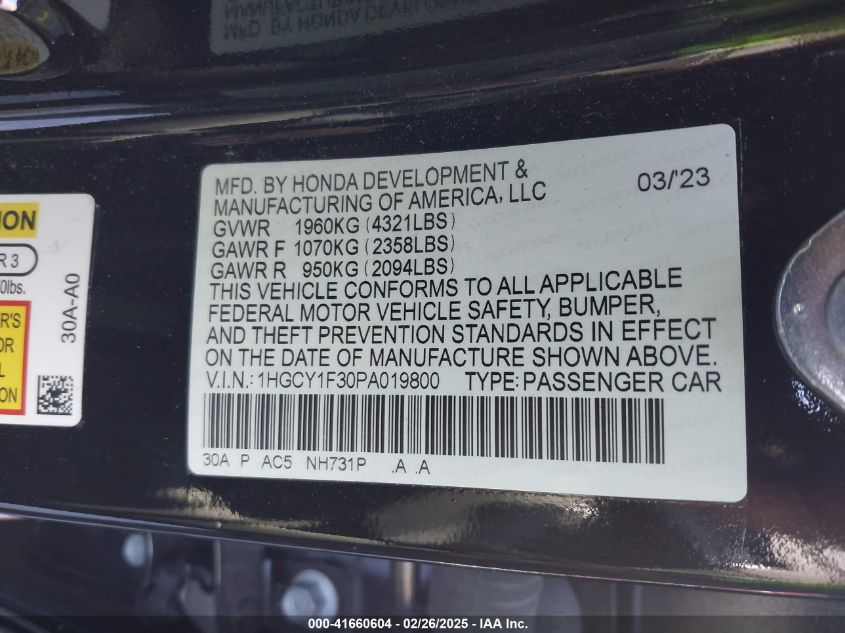 MFD. BY HONDA DEVELOPMENT &
MANUFACTURING OF AMERICA, LLC
03/'23
GVWR 1960KG (4321LBS)
GAWR F 1070KG (2358LBS)
GAWR R 950KG (2094LBS)
THIS VEHICLE CONFORMS TO ALL APPLICABLE
FEDERAL MOTOR VEHICLE SAFETY, BUMPER,
AND THEFT PREVENTION STANDARDS IN EFFECT
ON THE DATE OF MANUFACTURE SHOWN ABOVE.
V.I.N.: 1HGCY1F30PA019800 TYPE: PASSENGER CAR
30A P AC5 NH731P .A .A
30A-A0
000-41660604 - 02/26/2025 - IAA Inc.